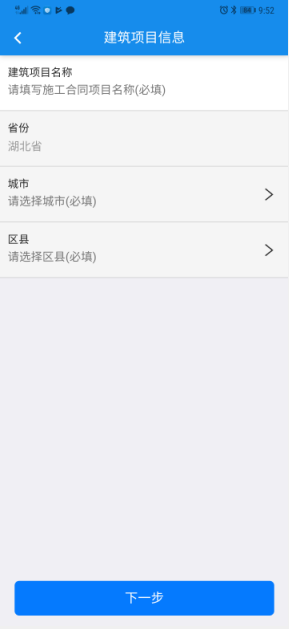 9:52
建筑项目信息
建筑项目名称
请填写施工合同项目名称(必填)
省份
湖北省
城市
请选择城市(必填)
区县
请选择区县(必填)
下一步